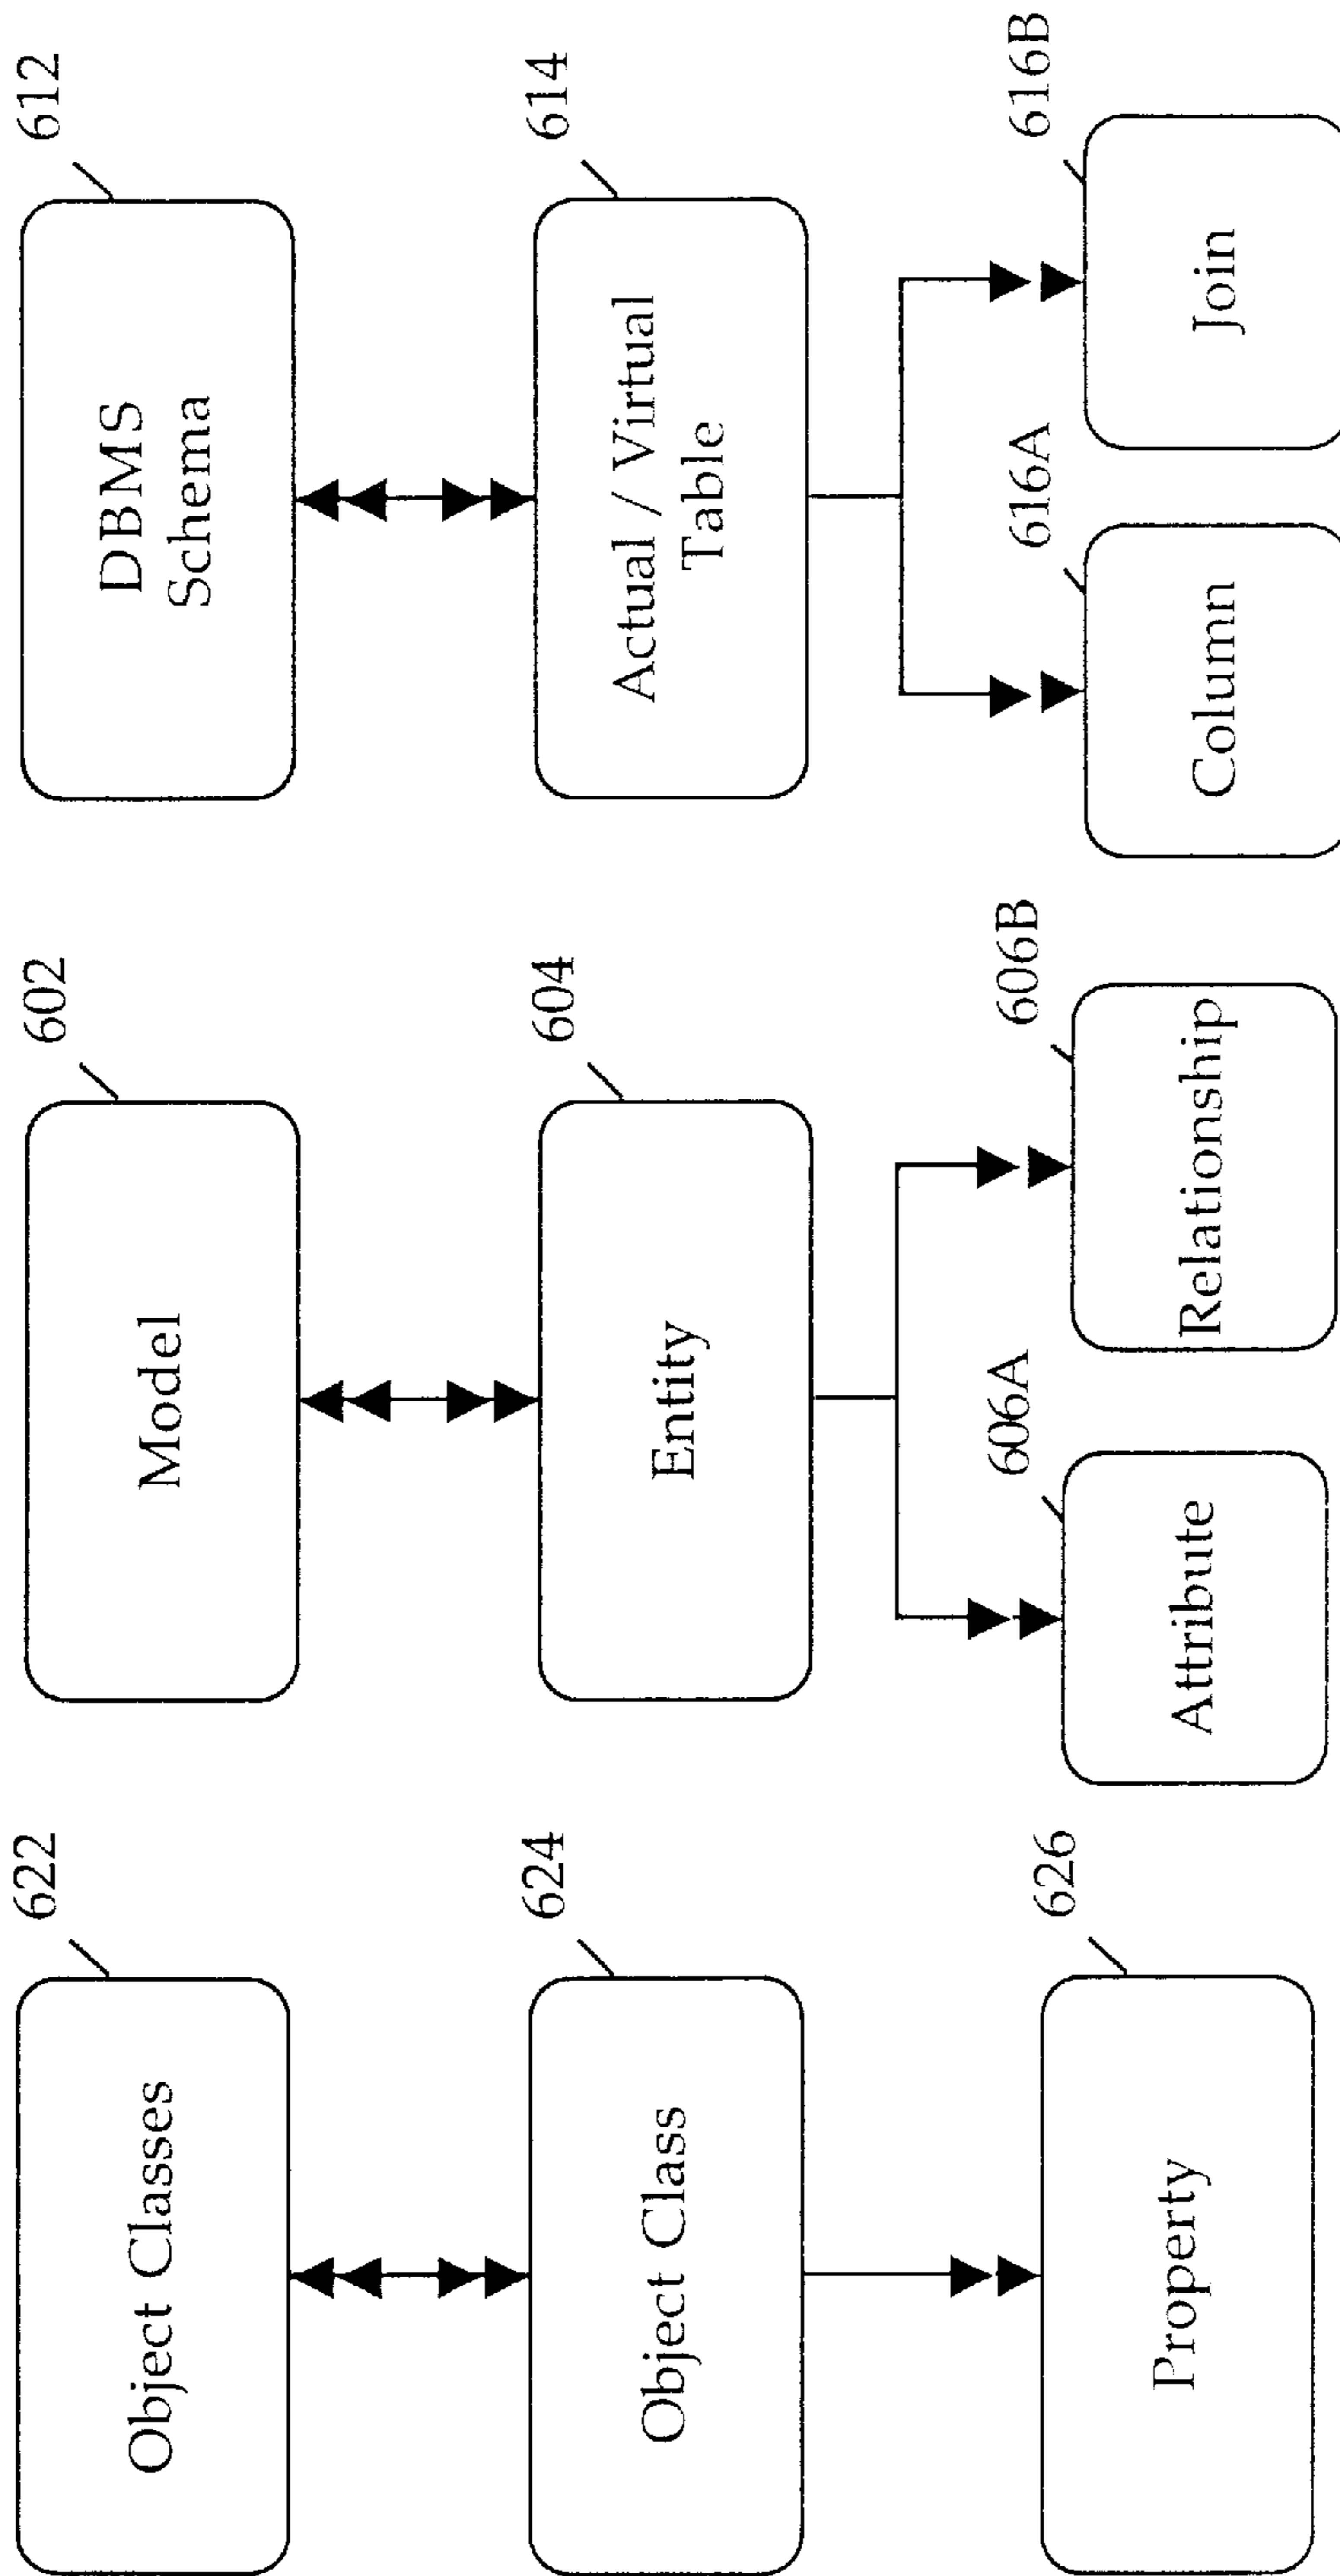 622
Object Classes
624
Object Class
626
Property
602
Model
604
Entity
606A
Attribute
606B
Relationship
612
DBMS
Schema
614
Actual / Virtual
Table
616A
Column
616B
Join